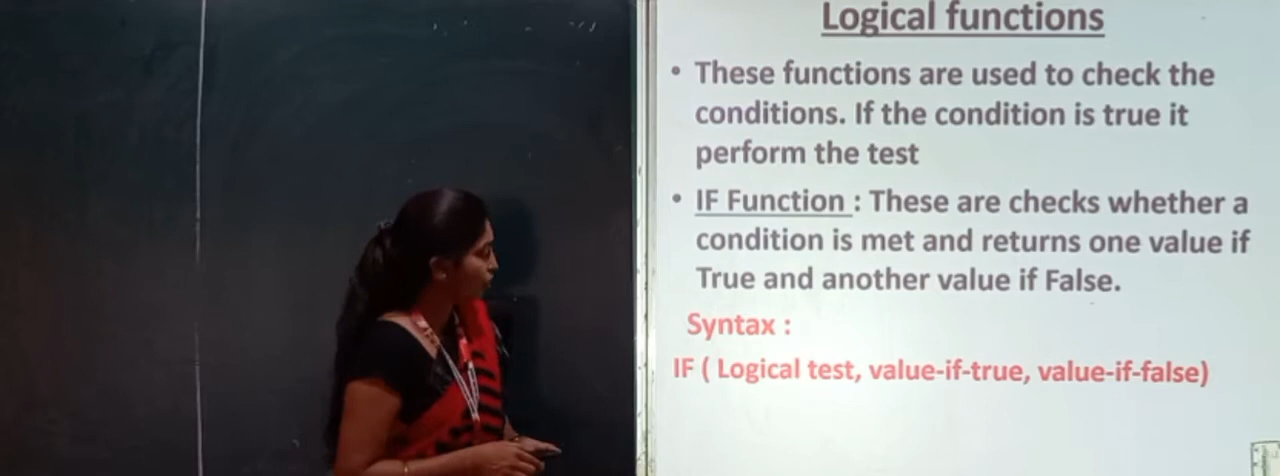 Logical functions
• These functions are used to check the
conditions. If the condition is true it
perform the test
• IF Function : These are checks whether a
condition is met and returns one value if
True and another value if False.
Syntax :
IF ( Logical test, value-if-true, value-if-false)